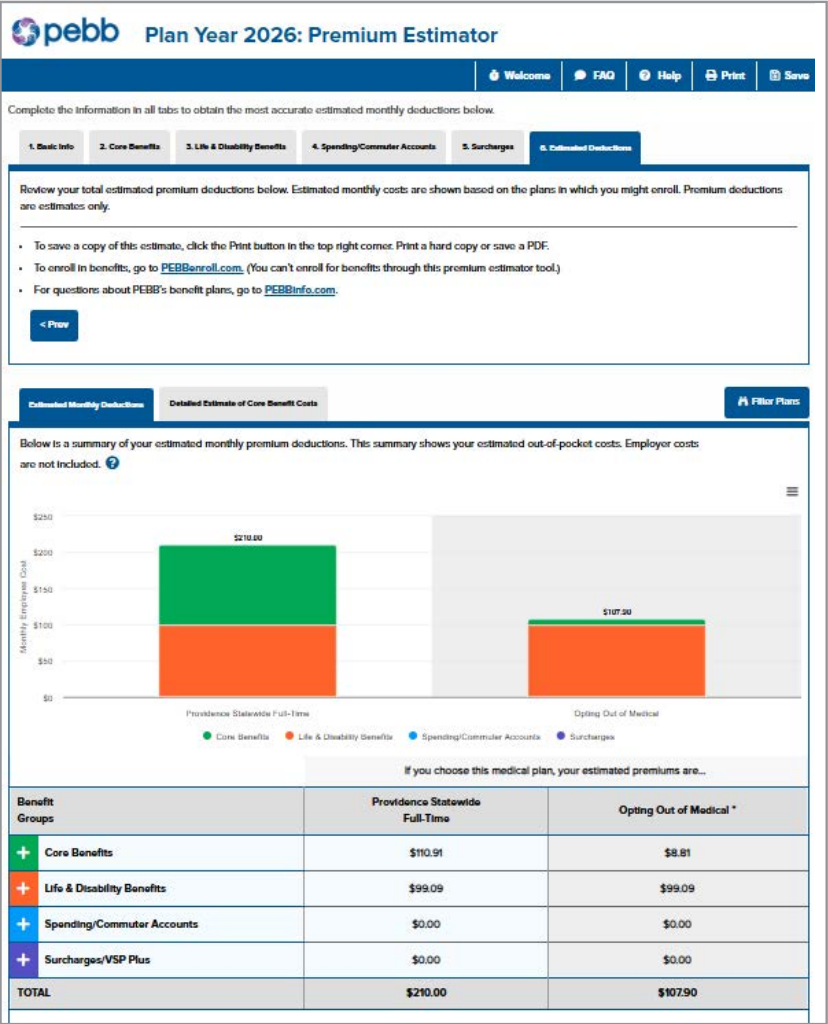 pebb Plan Year 2026: Premium Estimator
Welcome FAQ Help Print Save
Complete the information in all tabs to obtain the most accurate estimated monthly deductions below.
1. Basic Info 2. Core Benefits 3. Life & Disability Benefits 4. Spending/Commuter Accounts 5. Surcharges 6. Estimated Deductions
Review your total estimated premium deductions below. Estimated monthly costs are shown based on the plans in which you might enroll. Premium deductions
are estimates only.
• To save a copy of this estimate, click the Print button in the top right corner. Print a hard copy or save a PDF.
• To enroll in benefits, go to PEBBenroll.com. (You can't enroll for benefits through this premium estimator tool.)
• For questions about PEBB's benefit plans, go to PEBBinfo.com.
< Prev
Estimated Monthly Deductions Detailed Estimate of Core Benefit Costs Filter Plans
Below is a summary of your estimated monthly premium deductions. This summary shows your estimated out-of-pocket costs. Employer costs
are not included. ?
Monthly Employee Cost
$250
$200
$150
$100
$50
$0
$210.00
$107.90
Providence Statewide Full-Time Opting Out of Medical
Core Benefits Life & Disability Benefits Spending/Commuter Accounts Surcharges
If you choose this medical plan, your estimated premiums are...
Benefit
Groups
Providence Statewide
Full-Time
Opting Out of Medical *
+ Core Benefits $110.91 $8.81
+ Life & Disability Benefits $99.09 $99.09
+ Spending/Commuter Accounts $0.00 $0.00
+ Surcharges/VSP Plus $0.00 $0.00
TOTAL $210.00 $107.90